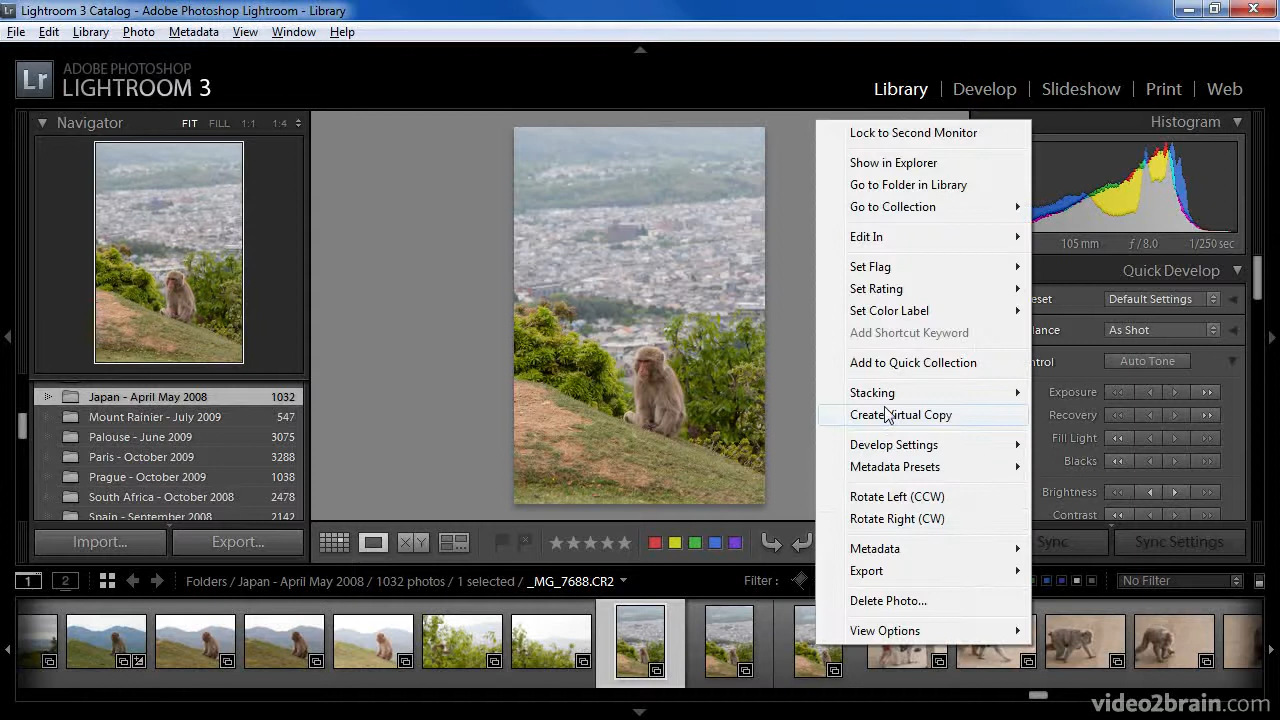 Lightroom 3 Catalog - Adobe Photoshop Lightroom - Library
File Edit Library Photo Metadata View Window Help
Lr ADOBE PHOTOSHOP
LIGHTROOM 3
Library Develop Slideshow Print Web
Navigator FIT FILL 1:1 1:4
Histogram
105 mm ƒ / 8.0 1/250 sec
Quick Develop
eset Default Settings
lance As Shot
ontrol Auto Tone
Exposure
Recovery
Fill Light
Blacks
Brightness
Contrast
Lock to Second Monitor
Show in Explorer
Go to Folder in Library
Go to Collection
Edit In
Set Flag
Set Rating
Set Color Label
Add Shortcut Keyword
Add to Quick Collection
Stacking
Create Virtual Copy
Develop Settings
Metadata Presets
Rotate Left (CCW)
Rotate Right (CW)
Metadata
Export
Delete Photo...
View Options
Japan - April May 2008 1032
Mount Rainier - July 2009 547
Palouse - June 2009 3075
Paris - October 2009 3288
Prague - October 2009 1038
South Africa - October 2008 2478
Spain - September 2008 2142
Import... Export...
X Y
Sync Sync Settings
1 2 Folders / Japan - April May 2008 / 1032 photos / 1 selected / _MG_7688.CR2 Filter : No Filter
video2brain.com